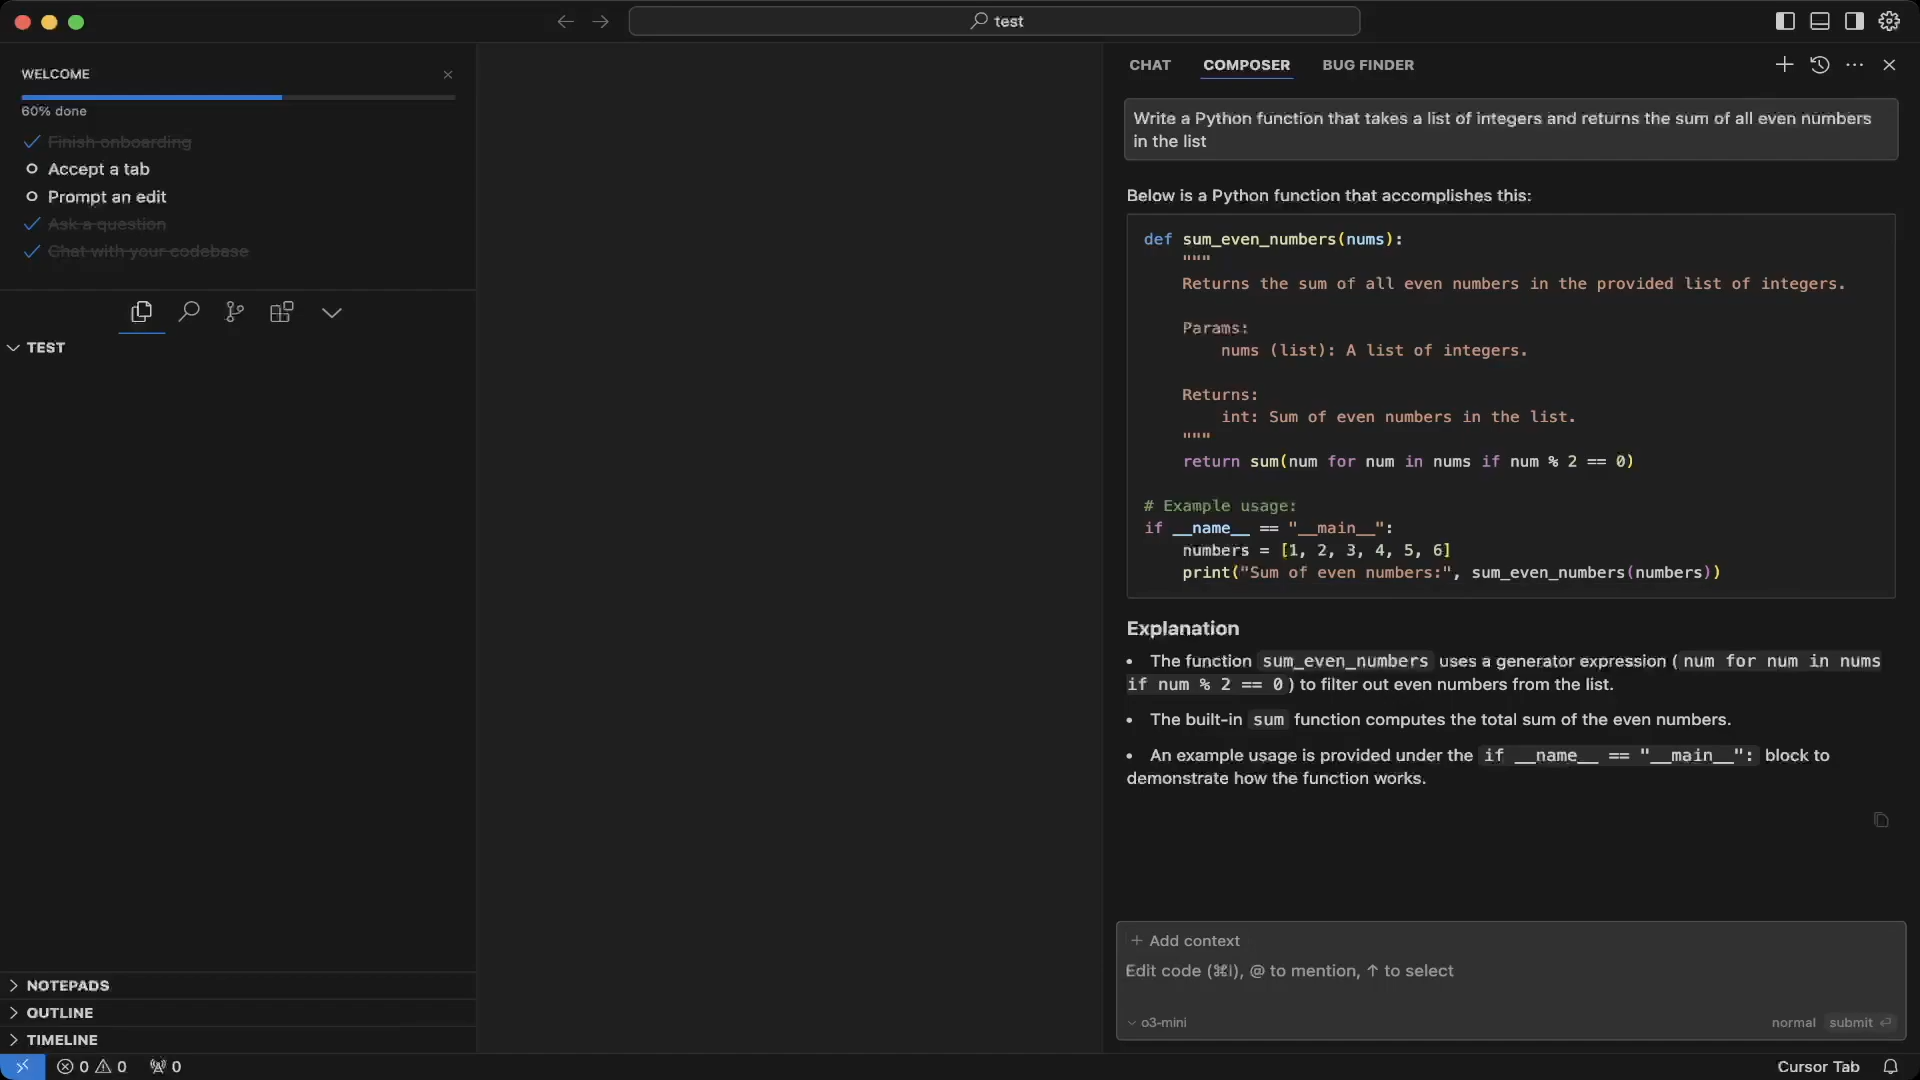 test
WELCOME
60% done
Finish onboarding
Accept a tab
Prompt an edit
Ask a question
Chat with your codebase
TEST
NOTEPADS
OUTLINE
TIMELINE
CHAT COMPOSER BUG FINDER
Write a Python function that takes a list of integers and returns the sum of all even numbers
in the list
Below is a Python function that accomplishes this:
def sum_even_numbers(nums):
    """
    Returns the sum of all even numbers in the provided list of integers.
    Params:
        nums (list): A list of integers.
    Returns:
        int: Sum of even numbers in the list.
    """
    return sum(num for num in nums if num % 2 == 0)
# Example usage:
if __name__ == "__main__":
    numbers = [1, 2, 3, 4, 5, 6]
    print("Sum of even numbers:", sum_even_numbers(numbers))
Explanation
• The function sum_even_numbers uses a generator expression ( num for num in nums
if num % 2 == 0 ) to filter out even numbers from the list.
• The built-in sum function computes the total sum of the even numbers.
• An example usage is provided under the if __name__ == "__main__": block to
demonstrate how the function works.
+ Add context
Edit code (⌘I), @ to mention, ↑ to select
o3-mini normal submit ⏎
0 0 0 Cursor Tab